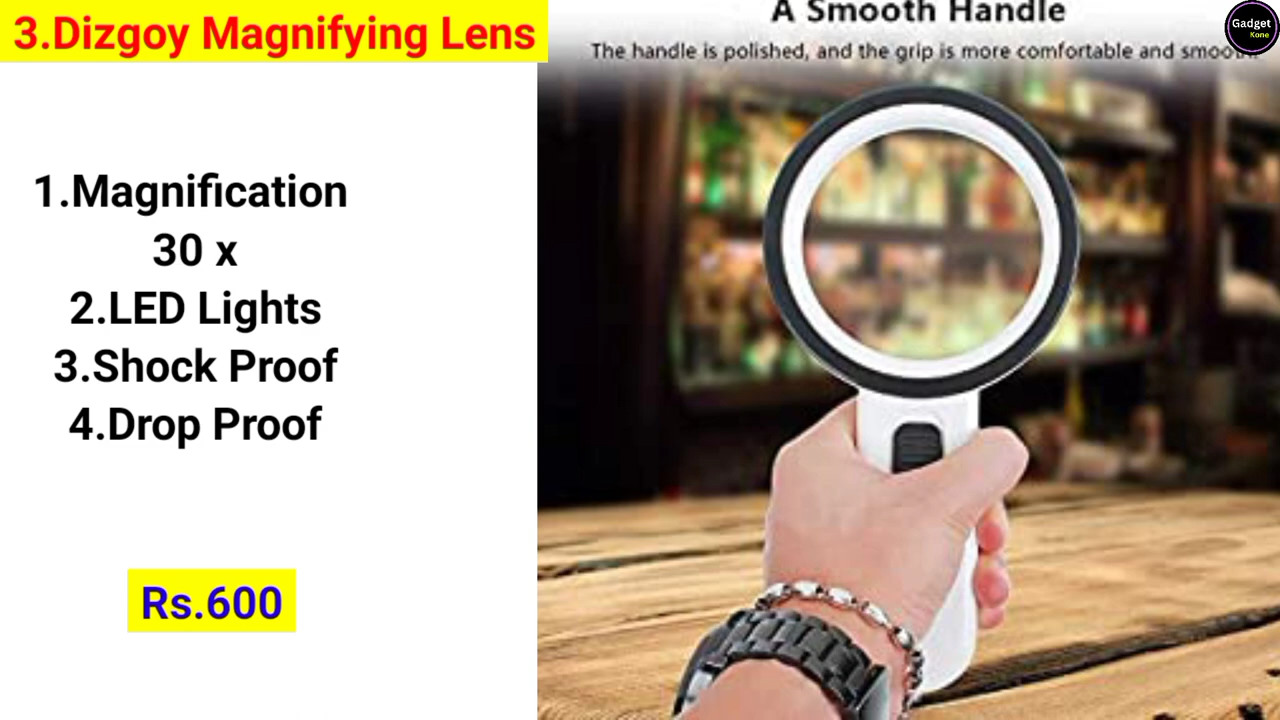 3.Dizgoy Magnifying Lens
1.Magnification
30 x
2.LED Lights
3.Shock Proof
4.Drop Proof
Rs.600
A Smooth Handle
The handle is polished, and the grip is more comfortable and smooth.
Gadget
Kone